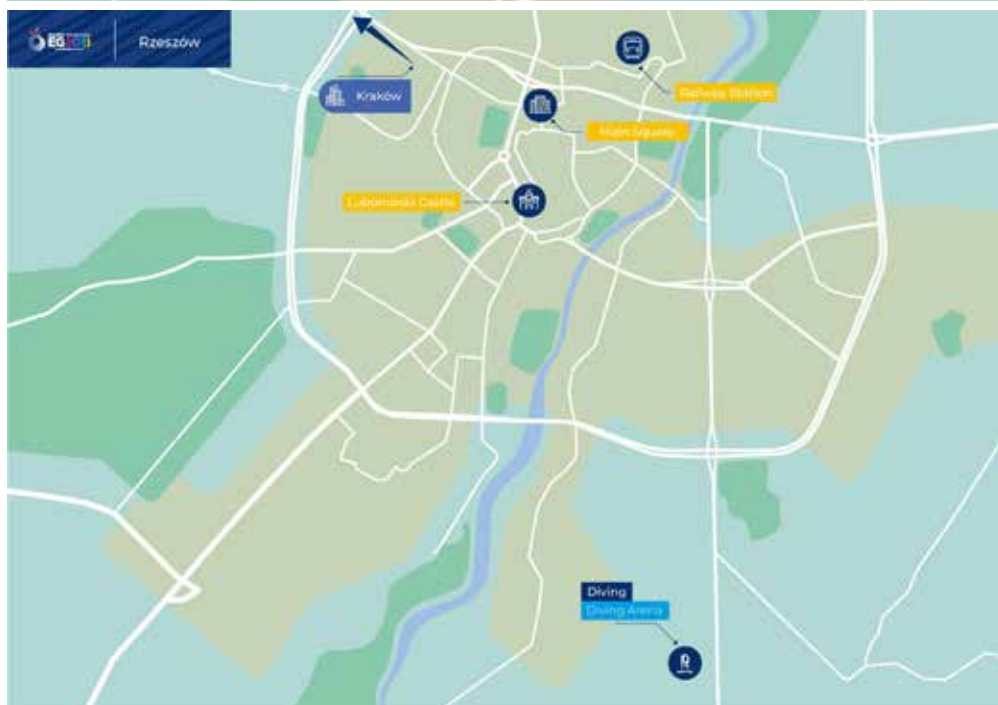 Rzeszów
Kraków
Railway Station
Main Square
Lubomirski Castle
Diving
Diving Arena